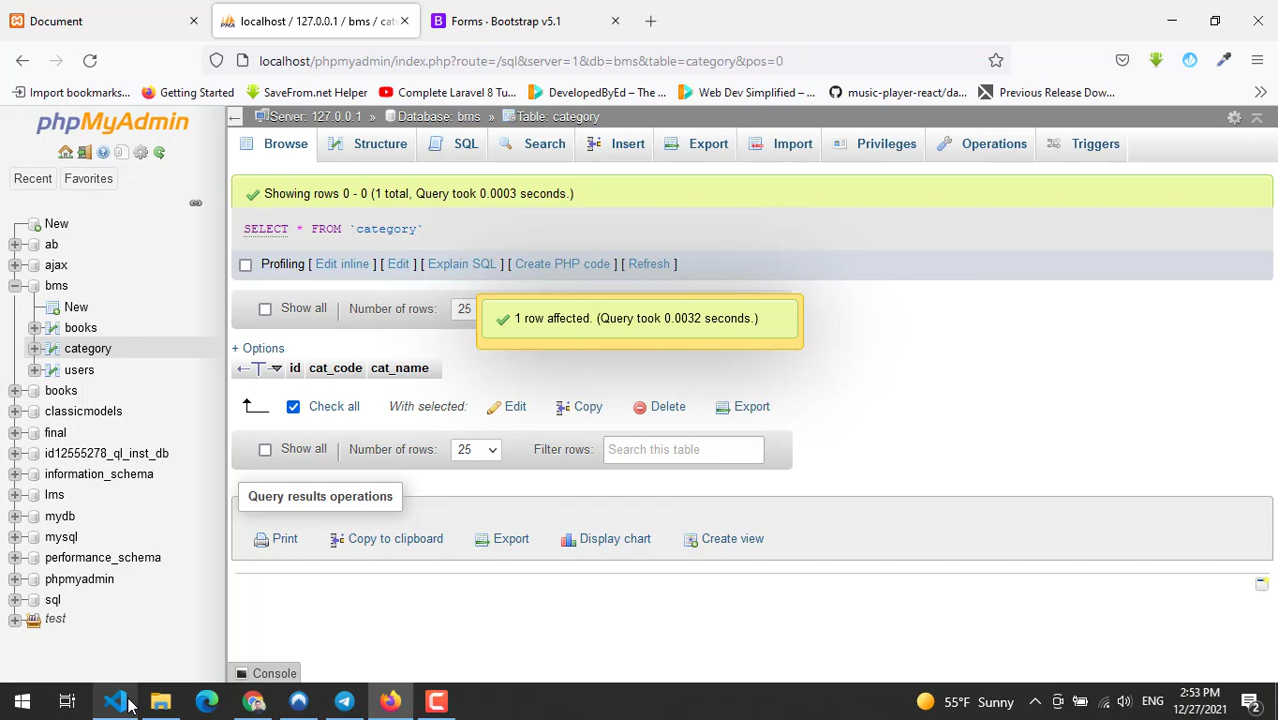 Document
localhost / 127.0.0.1 / bms / cat
Forms · Bootstrap v5.1
localhost/phpmyadmin/index.php?route=/sql&server=1&db=bms&table=category&pos=0
Import bookmarks... Getting Started SaveFrom.net Helper Complete Laravel 8 Tu... DevelopedByEd – The ... Web Dev Simplified – ... music-player-react/da... Previous Release Dow...
phpMyAdmin
Recent Favorites
New
ab
ajax
bms
New
books
category
users
books
classicmodels
final
id12555278_ql_inst_db
information_schema
lms
mydb
mysql
performance_schema
phpmyadmin
sql
test
Server: 127.0.0.1 » Database: bms » Table: category
Browse Structure SQL Search Insert Export Import Privileges Operations Triggers
Showing rows 0 - 0 (1 total, Query took 0.0003 seconds.)
SELECT * FROM `category`
Profiling [ Edit inline ] [ Edit ] [ Explain SQL ] [ Create PHP code ] [ Refresh ]
Show all Number of rows: 25
1 row affected. (Query took 0.0032 seconds.)
+ Options
←T→ id cat_code cat_name
Check all With selected: Edit Copy Delete Export
Show all Number of rows: 25 Filter rows: Search this table
Query results operations
Print Copy to clipboard Export Display chart Create view
Console
55°F Sunny
ENG
2:53 PM
12/27/2021
2